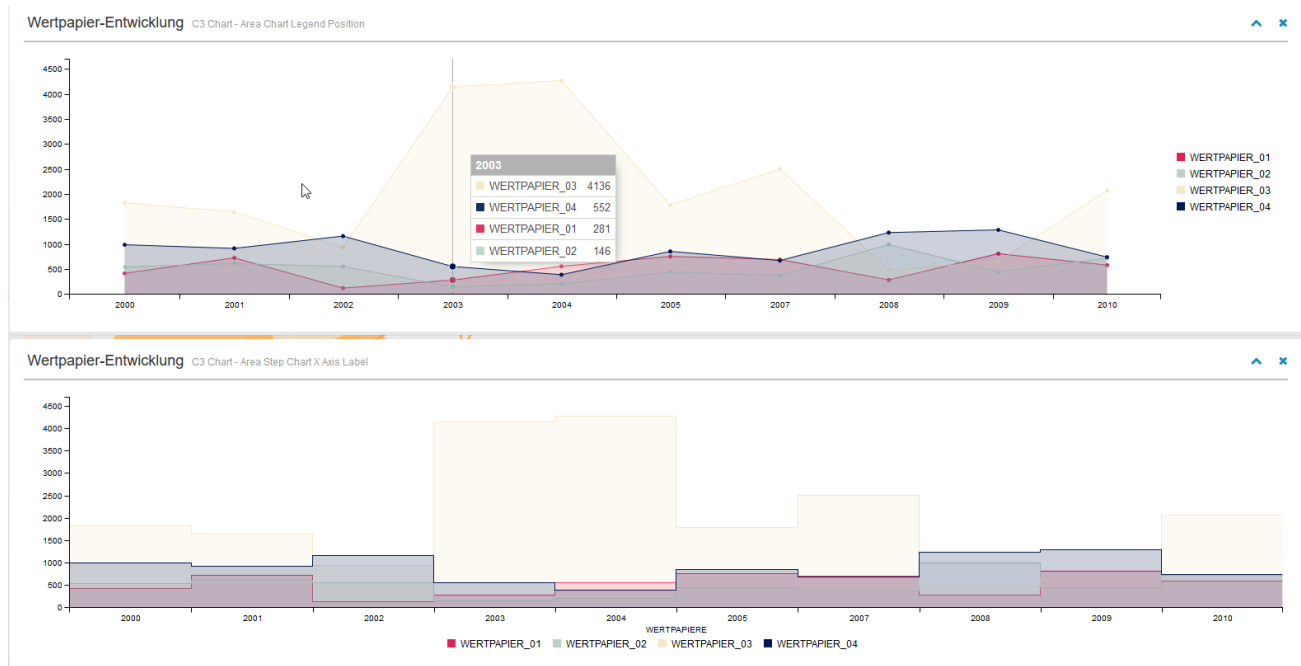 Wertpapier-Entwicklung C3 Chart - Area Chart Legend Position
4500
4000
3500
3000
2500
2000
1500
1000
500
0
2000 2001 2002 2003 2004 2005 2007 2008 2009 2010
2003
WERTPAPIER_03 4136
WERTPAPIER_04 552
WERTPAPIER_01 281
WERTPAPIER_02 146
WERTPAPIER_01
WERTPAPIER_02
WERTPAPIER_03
WERTPAPIER_04
Wertpapier-Entwicklung C3 Chart - Area Step Chart X Axis Label
4500
4000
3500
3000
2500
2000
1500
1000
500
0
2000 2001 2002 2003 2004 2005 2007 2008 2009 2010
WERTPAPIERE
WERTPAPIER_01 WERTPAPIER_02 WERTPAPIER_03 WERTPAPIER_04